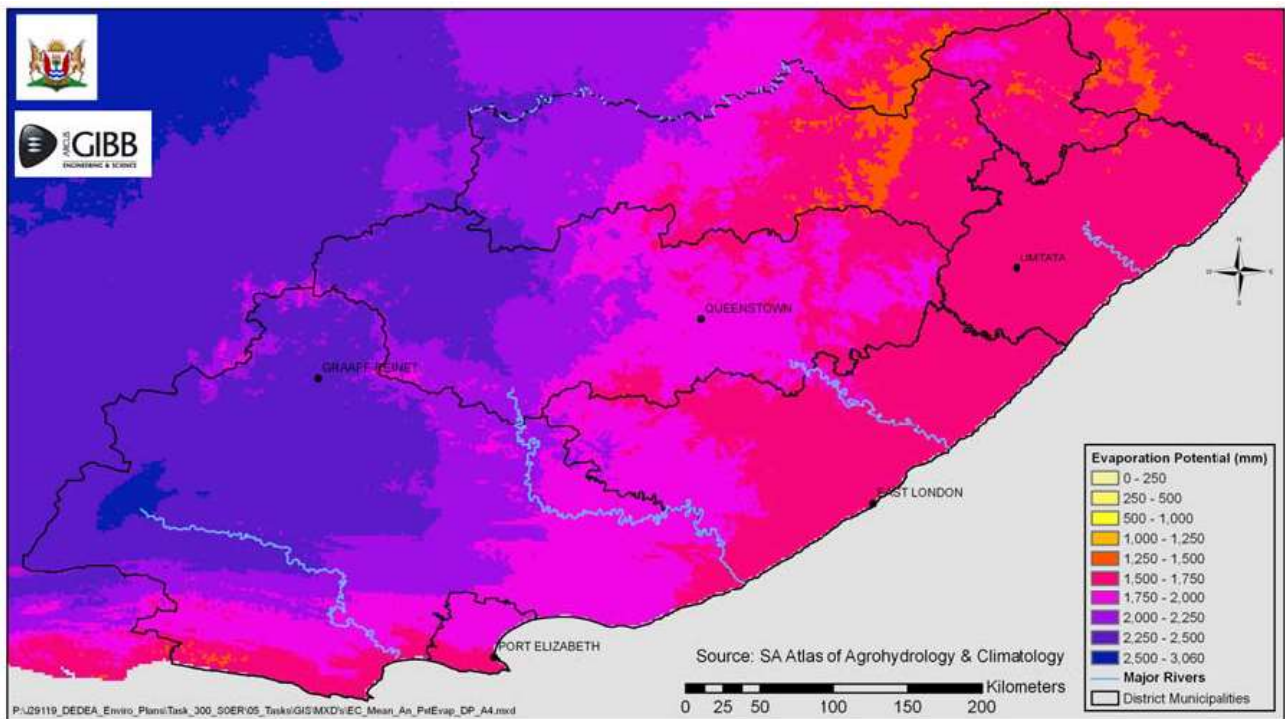 ARCUS
GIBB
ENGINEERING & SCIENCE
N
UMTATA
QUEENSTOWN
GRAAFF-REINET
EAST LONDON
PORT ELIZABETH
Evaporation Potential (mm)
0 - 250
250 - 500
500 - 1,000
1,000 - 1,250
1,250 - 1,500
1,500 - 1,750
1,750 - 2,000
2,000 - 2,250
2,250 - 2,500
2,500 - 3,060
Major Rivers
District Municipalities
Source: SA Atlas of Agrohydrology & Climatology
Kilometers
0 25 50 100 150 200
P:\J29119_DEDEA_Enviro_Plans\Task_300_S0ER\05_Tasks\GIS\MXD's\EC_Mean_An_PotEvap_DP_A4.mxd